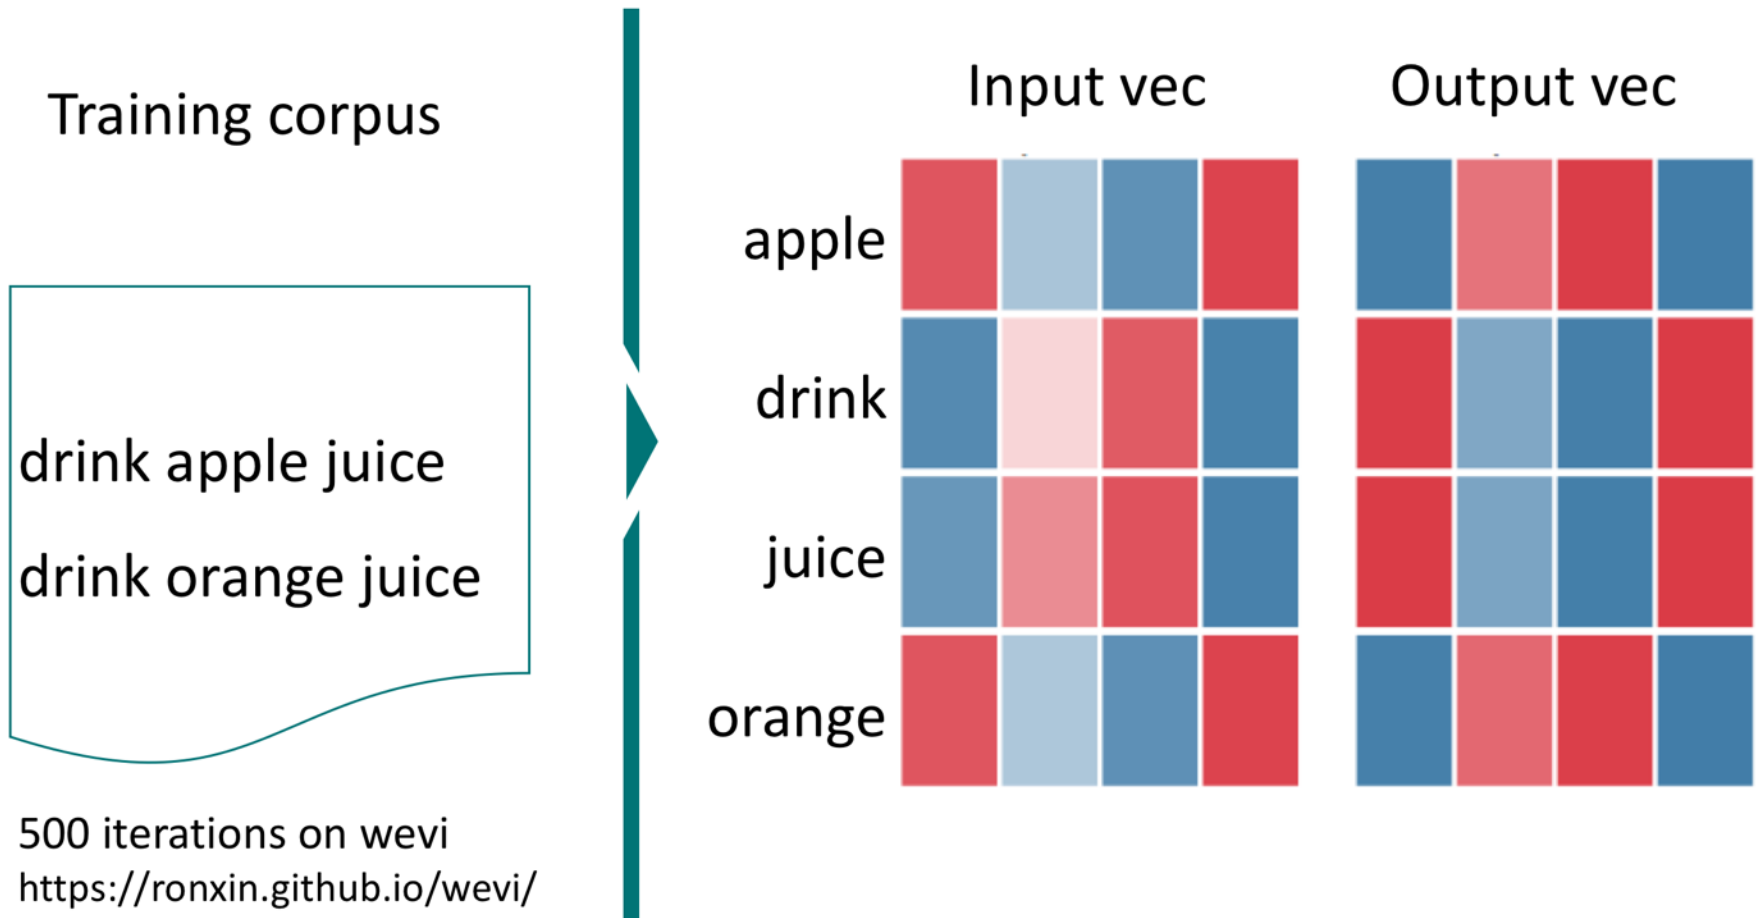 Training corpus
drink apple juice
drink orange juice
500 iterations on wevi
https://ronxin.github.io/wevi/
Input vec
Output vec
apple
drink
juice
orange